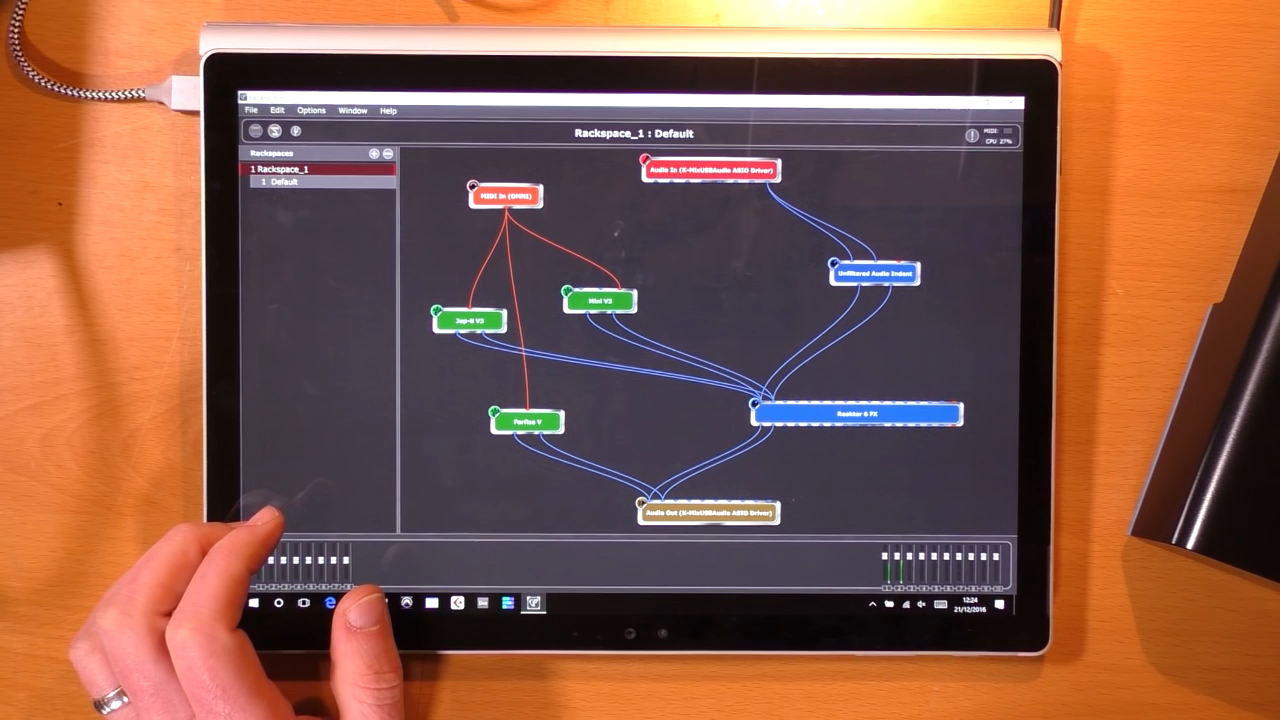 File Edit Options Window Help
Rackspace_1 : Default
MIDI:
CPU 27%
Rackspaces
1 Rackspace_1
1 Default
Audio In (K-MixUSBAudio ASIO Driver)
MIDI In (OMNI)
Unfiltered Audio Indent
Mini V3
Jup-8 V3
Reaktor 6 FX
Farfisa V
Audio Out (K-MixUSBAudio ASIO Driver)
12:24
21/12/2016